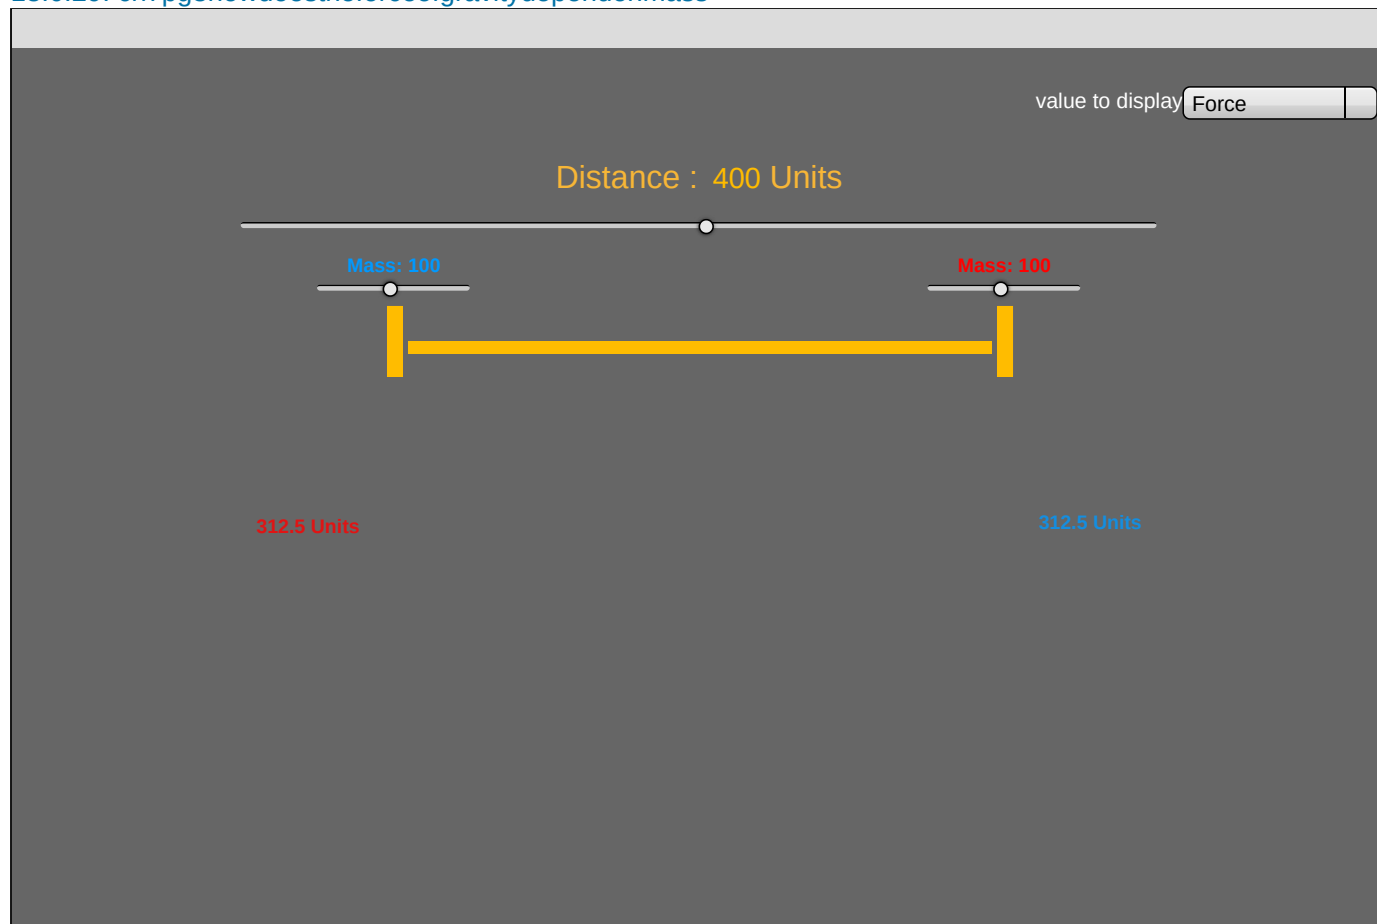 value to display Force
Distance : 400 Units
Mass: 100
Mass: 100
312.5 Units
312.5 Units